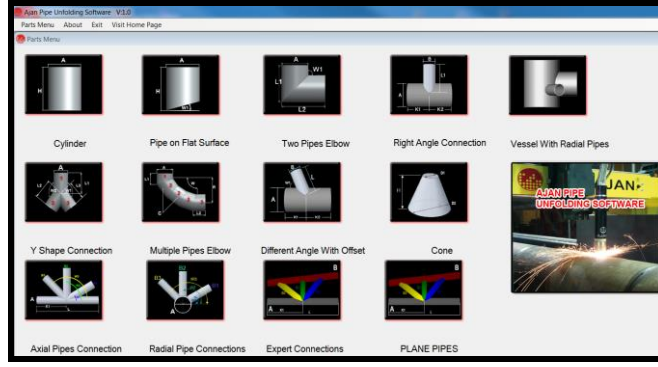 Ajan Pipe Unfolding Software V:1.0
Parts Menu About Exit Visit Home Page
Parts Menu
Cylinder
Pipe on Flat Surface
Two Pipes Elbow
Right Angle Connection
Vessel With Radial Pipes
Y Shape Connection
Multiple Pipes Elbow
Different Angle With Offset
Cone
AJAN
AJAN PIPE
UNFOLDING SOFTWARE
Axial Pipes Connection
Radial Pipe Connections
Expert Connections
PLANE PIPES